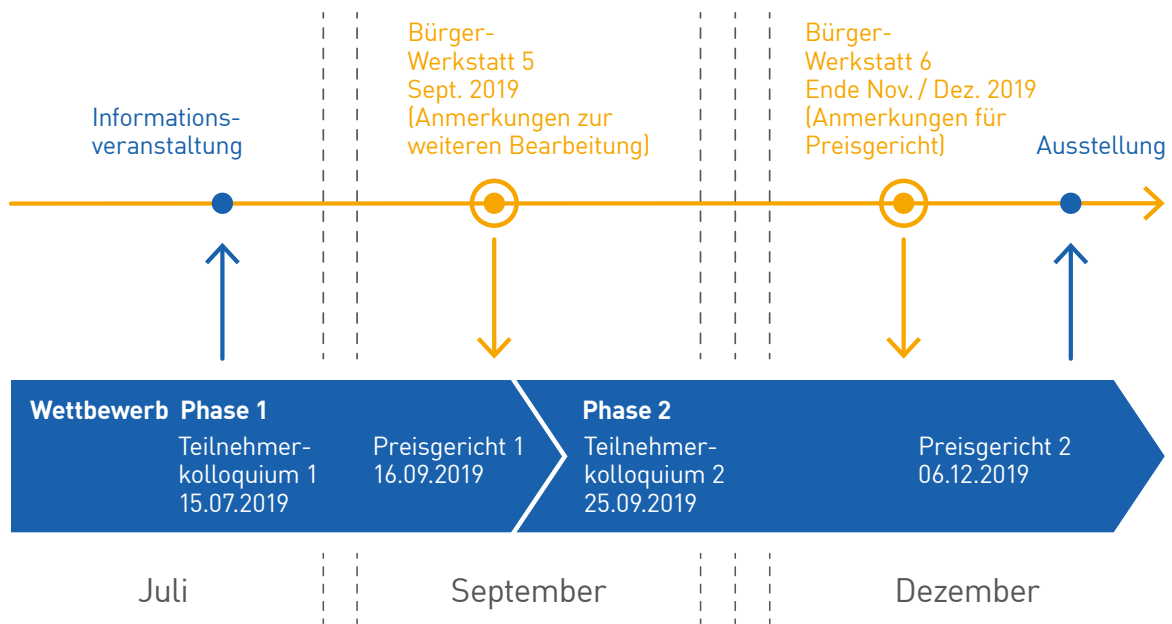 Informations-
veranstaltung
Bürger-
Werkstatt 5
Sept. 2019
(Anmerkungen zur
weiteren Bearbeitung)
Bürger-
Werkstatt 6
Ende Nov. / Dez. 2019
(Anmerkungen für
Preisgericht)
Ausstellung
Wettbewerb Phase 1
Teilnehmer-
kolloquium 1
15.07.2019
Preisgericht 1
16.09.2019
Phase 2
Teilnehmer-
kolloquium 2
25.09.2019
Preisgericht 2
06.12.2019
Juli
September
Dezember